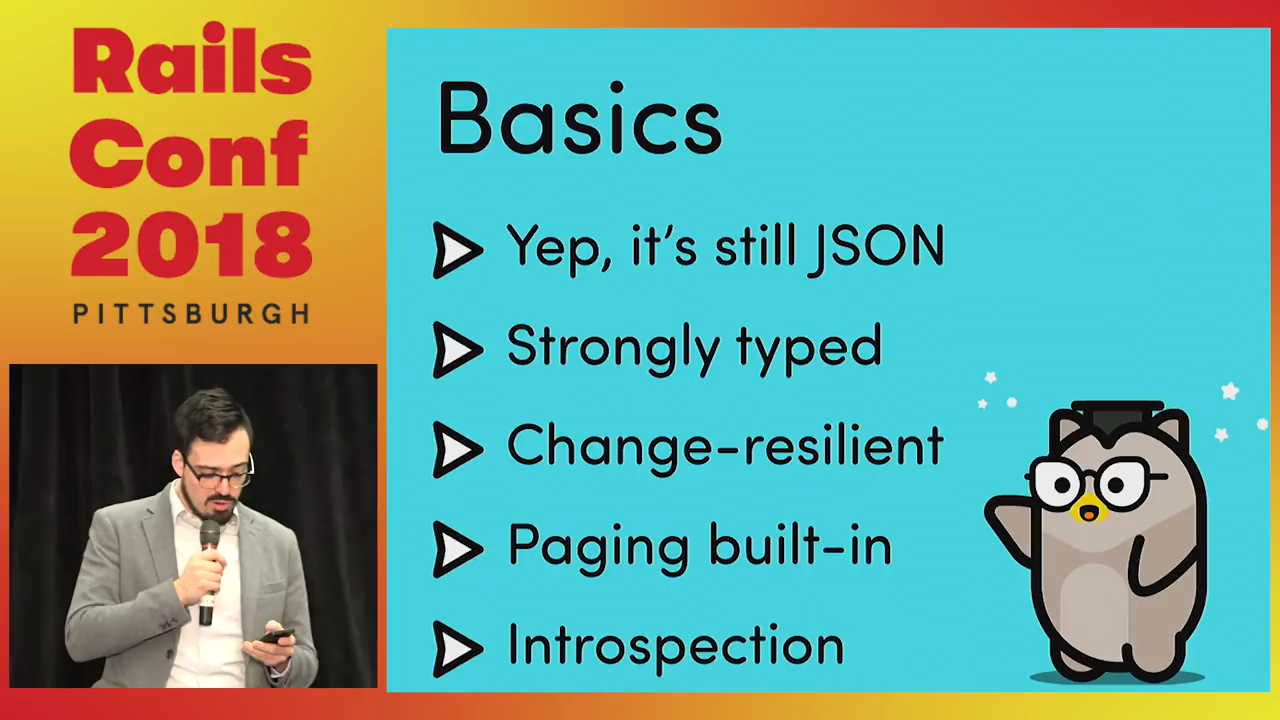 Rails
Conf
2018
PITTSBURGH
Basics
Yep, it's still JSON
Strongly typed
Change-resilient
Paging built-in
Introspection